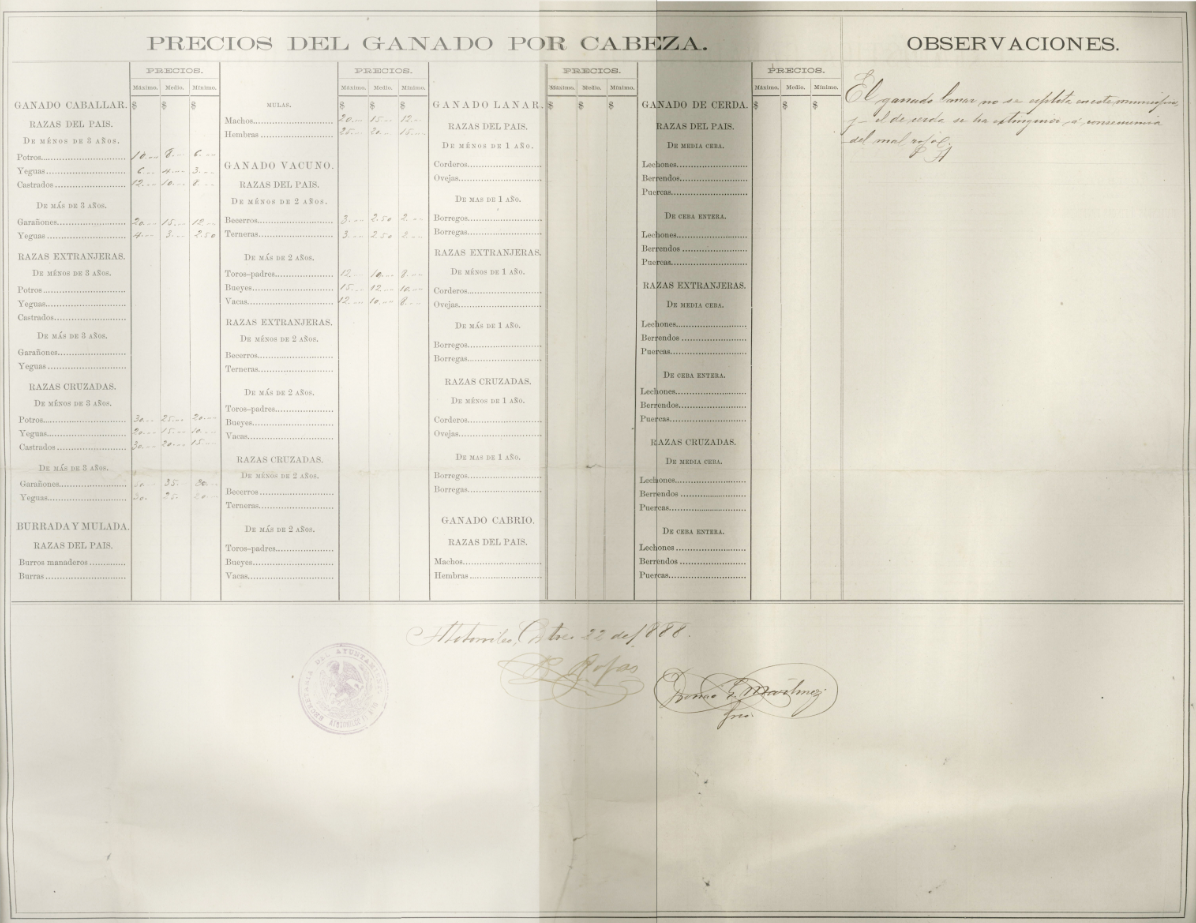 PRECIOS DEL GANADO POR CABEZA.
OBSERVACIONES.
PRECIOS.
Máximo. Medio. Mínimo.
GANADO CABALLAR. $ $ $
RAZAS DEL PAIS.
DE MÉNOS DE 3 AÑOS.
Potros 10 8 6
Yeguas 6 4 3
Castrados 12 10 8
DE MÁS DE 3 AÑOS.
Garañones 20 15 12
Yeguas 4 3 2.50
RAZAS EXTRANJERAS.
DE MÉNOS DE 3 AÑOS.
Potros
Yeguas
Castrados
DE MÁS DE 3 AÑOS.
Garañones
Yeguas
RAZAS CRUZADAS.
DE MÉNOS DE 3 AÑOS.
Potros 30 25 20
Yeguas 20 15 10
Castrados 30 20 15
DE MÁS DE 3 AÑOS.
Garañones 35 30
Yeguas 30 25 20
BURRADA Y MULADA.
RAZAS DEL PAIS.
Burros manaderos
Burras
PRECIOS.
Máximo. Medio. Mínimo.
MULAS. $ $ $
Machos 20 15 12
Hembras 25 20 15
GANADO VACUNO.
RAZAS DEL PAIS.
DE MÉNOS DE 2 AÑOS.
Becerros 3 2.50 2
Terneras 3 2.50 2
DE MÁS DE 2 AÑOS.
Toros-padres 12 10 8
Bueyes 15 12 10
Vacas 12 10 8
RAZAS EXTRANJERAS.
DE MÉNOS DE 2 AÑOS.
Becerros
Terneras
DE MÁS DE 2 AÑOS.
Toros-padres
Bueyes
Vacas
RAZAS CRUZADAS.
DE MÉNOS DE 2 AÑOS.
Becerros
Terneras
DE MÁS DE 2 AÑOS.
Toros-padres
Bueyes
Vacas
PRECIOS.
Máximo. Medio. Mínimo.
GANADO LANAR. $ $ $
RAZAS DEL PAIS.
DE MÉNOS DE 1 AÑO.
Corderos
Ovejas
DE MAS DE 1 AÑO.
Borregos
Borregas
RAZAS EXTRANJERAS.
DE MÉNOS DE 1 AÑO.
Corderos
Ovejas
DE MÁS DE 1 AÑO.
Borregos
Borregas
RAZAS CRUZADAS.
DE MÉNOS DE 1 AÑO.
Corderos
Ovejas
DE MAS DE 1 AÑO.
Borregos
Borregas
GANADO CABRIO.
RAZAS DEL PAIS.
Machos
Hembras
PRECIOS.
Máximo. Medio. Mínimo.
GANADO DE CERDA. $ $ $
RAZAS DEL PAIS.
DE MEDIA CEBA.
Lechones
Berrendos
Puercas
DE CEBA ENTERA.
Lechones
Berrendos
Puercas
RAZAS EXTRANJERAS.
DE MEDIA CEBA.
Lechones
Berrendos
Puercas
DE CEBA ENTERA.
Lechones
Berrendos
Puercas
RAZAS CRUZADAS.
DE MEDIA CEBA.
Lechones
Berrendos
Puercas
DE CEBA ENTERA.
Lechones
Berrendos
Puercas
El ganado lanar no se esplota en este municipio
y el de cerda se ha estinguido á consecuencia
del mal rojo.
22 de 1888.
R. Rojas
Martinez
Srio.